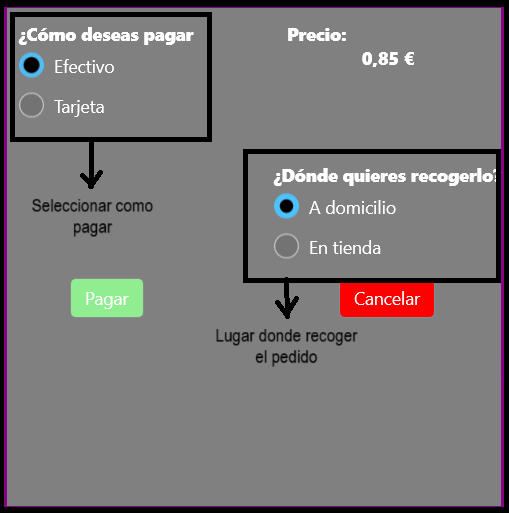 ¿Cómo deseas pagar
Efectivo
Tarjeta
Precio:
0,85 €
Seleccionar como
pagar
¿Dónde quieres recogerlo?
A domicilio
En tienda
Pagar
Cancelar
Lugar donde recoger
el pedido